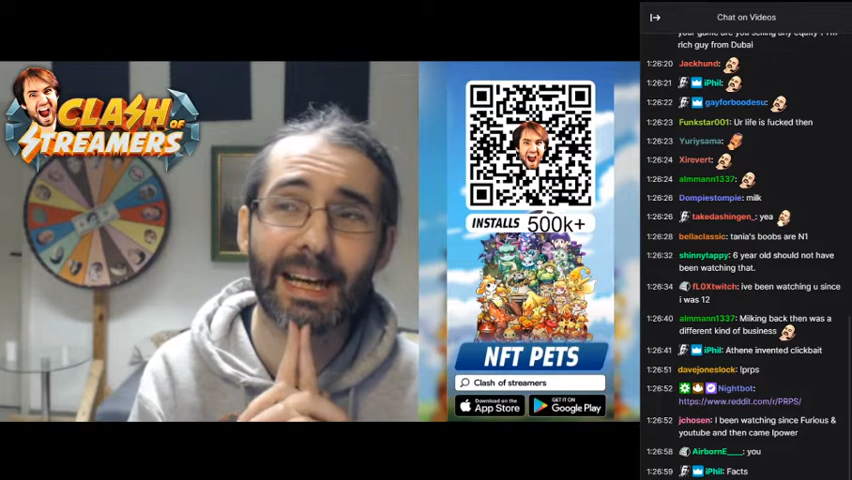 CLASH
OF
STREAMERS
INSTALLS 500k+
NFT PETS
Clash of streamers
Download on the
App Store
GET IT ON
Google Play
Chat on Videos
your game are you selling any equity ? I'm
rich guy from Dubai
1:26:20 Jackhund:
1:26:21 iPhil:
1:26:22 gayforboodesu:
1:26:23 Funkstar001: Ur life is fucked then
1:26:23 Yuriysama:
1:26:24 Xirevert:
1:26:24 almmann1337:
1:26:26 Dompiestompie: milk
1:26:26 takedashingen_: yea
1:26:28 bellaclassic: tania's boobs are N1
1:26:32 shinnytappy: 6 year old should not have
been watching that.
1:26:34 fL0Xtwitch: ive been watching u since
i was 12
1:26:40 almmann1337: Milking back then was a
different kind of business
1:26:41 iPhil: Athene invented clickbait
1:26:51 davejoneslock: !prps
1:26:52 Nightbot:
https://www.reddit.com/r/PRPS/
1:26:52 jchosen: I been watching since Furious &
youtube and then came Ipower
1:26:58 AirbornE____: you
1:26:59 iPhil: Facts